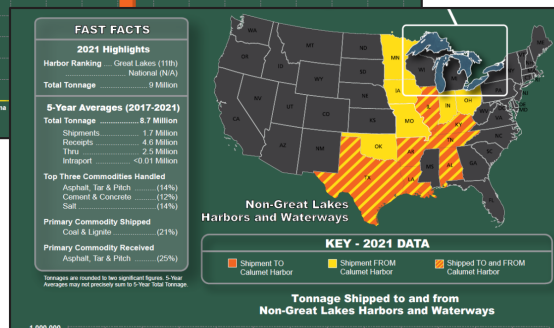 FAST FACTS
2021 Highlights
Harbor Ranking .... Great Lakes (11th)
..................... National (N/A)
Total Tonnage ................. 9 Million
5-Year Averages (2017-2021)
Total Tonnage ................. 8.7 Million
Shipments ................... 1.7 Million
Receipts ...................... 4.6 Million
Thru ............................ 2.5 Million
Intraport .................... <0.01 Million
Top Three Commodities Handled
Asphalt, Tar & Pitch .......... (14%)
Cement & Concrete .......... (12%)
Salt ................................. (14%)
Primary Commodity Shipped
Coal & Lignite ................... (21%)
Primary Commodity Received
Asphalt, Tar & Pitch .......... (25%)
Tonnages are rounded to two significant figures. 5-Year
Averages may not precisely sum to 5-Year Total Tonnage.
WA
OR
CA
ID
NV
AZ
MT
WY
UT
CO
NM
ND
SD
NE
KS
OK
TX
MN
IA
MO
AR
LA
WI
IL
IN
OH
KY
TN
MS
AL
GA
FL
SC
NC
VA
PA
NY
Non-Great Lakes
Harbors and Waterways
KEY - 2021 DATA
Shipment TO
Calumet Harbor
Shipment FROM
Calumet Harbor
Shipped TO and FROM
Calumet Harbor
Tonnage Shipped to and from
Non-Great Lakes Harbors and Waterways
1,000,000